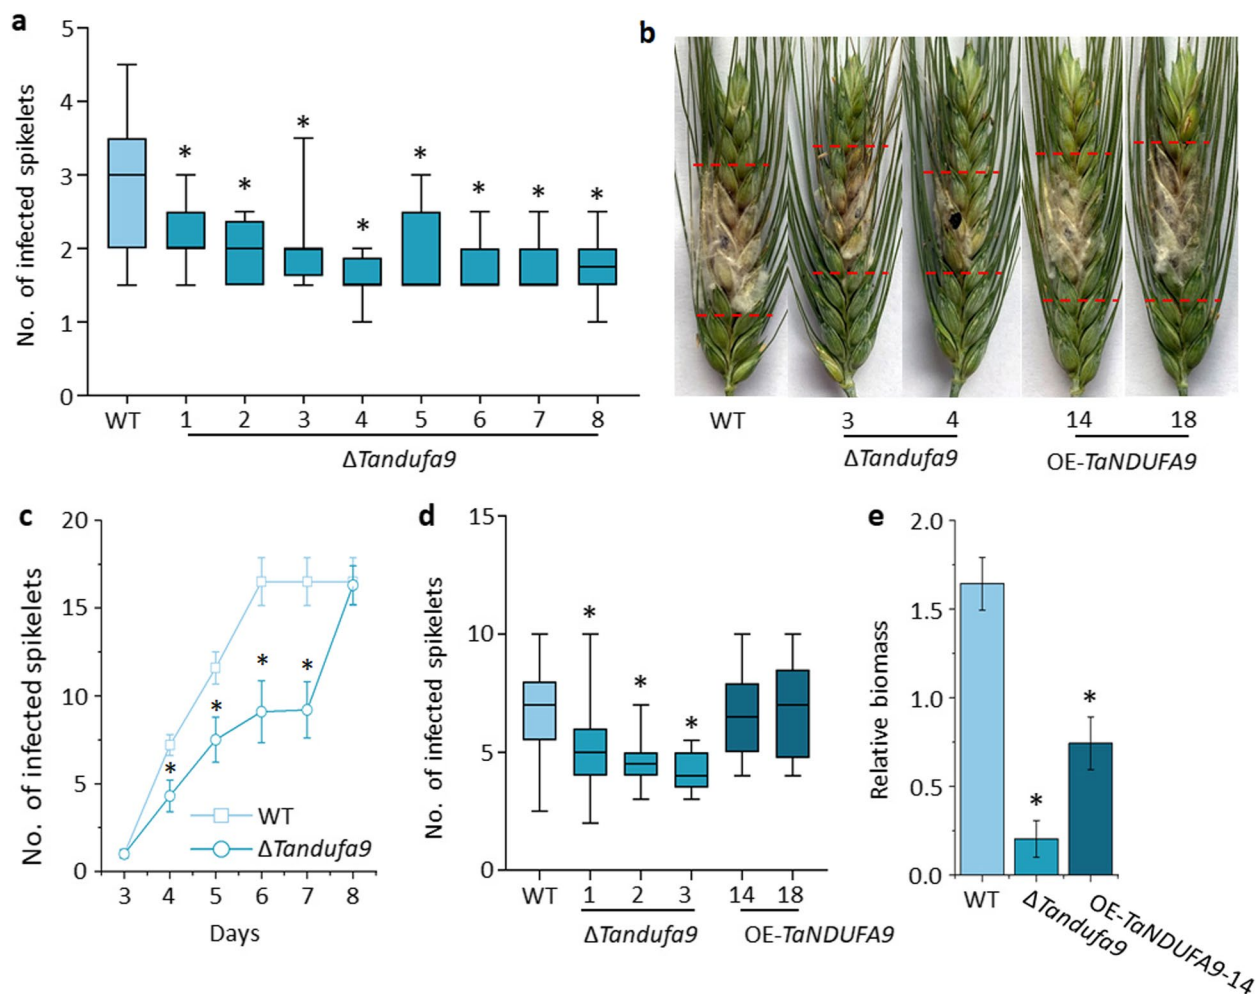 a
5
4
3
2
1
0
No. of infected spikelets
* * * * * * * *
WT 1 2 3 4 5 6 7 8
ΔTandufa9
b
WT 3 4 14 18
ΔTandufa9 OE-TaNDUFA9
c
20
15
10
5
0
No. of infected spikelets
* * * *
WT
ΔTandufa9
3 4 5 6 7 8
Days
d
15
10
5
0
No. of infected spikelets
* * *
WT 1 2 3 14 18
ΔTandufa9 OE-TaNDUFA9
e
2.0
1.5
1.0
0.5
0.0
Relative biomass
* *
WT
ΔTandufa9
OE-TaNDUFA9-14